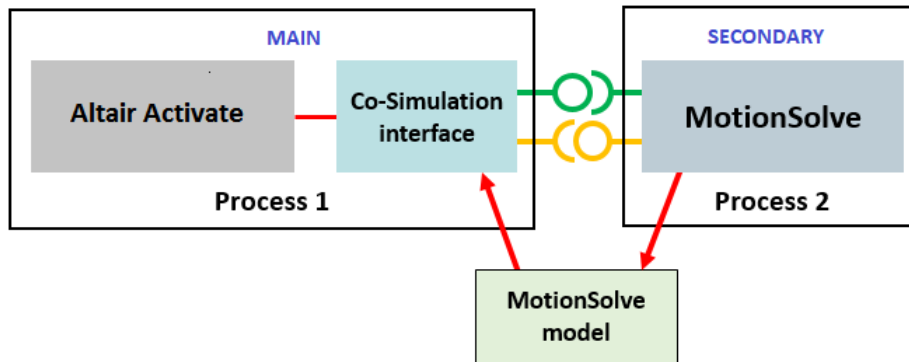 MAIN
SECONDARY
Altair Activate
Co-Simulation
interface
MotionSolve
Process 1
Process 2
MotionSolve
model